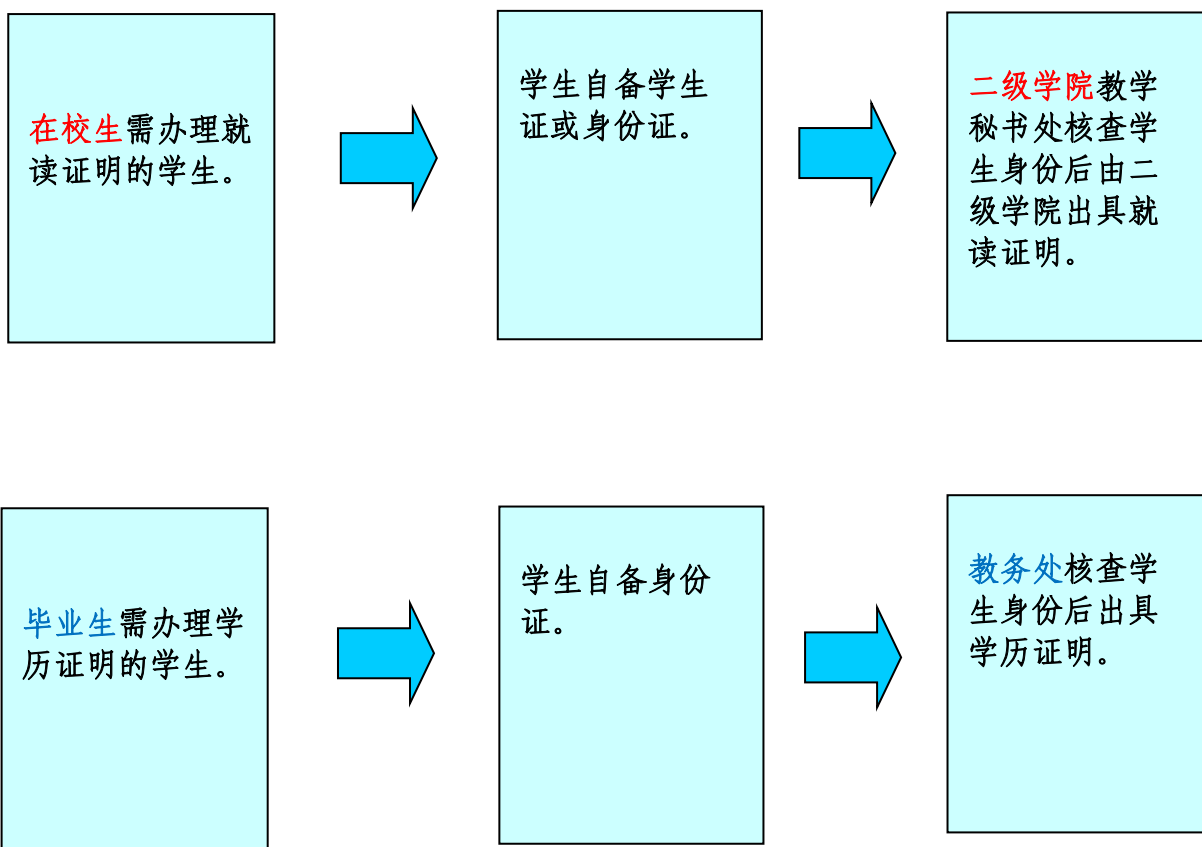 在校生需办理就
读证明的学生。
学生自备学生
证或身份证。
二级学院教学
秘书处核查学
生身份后由二
级学院出具就
读证明。
毕业生需办理学
历证明的学生。
学生自备身份
证。
教务处核查学
生身份后出具
学历证明。